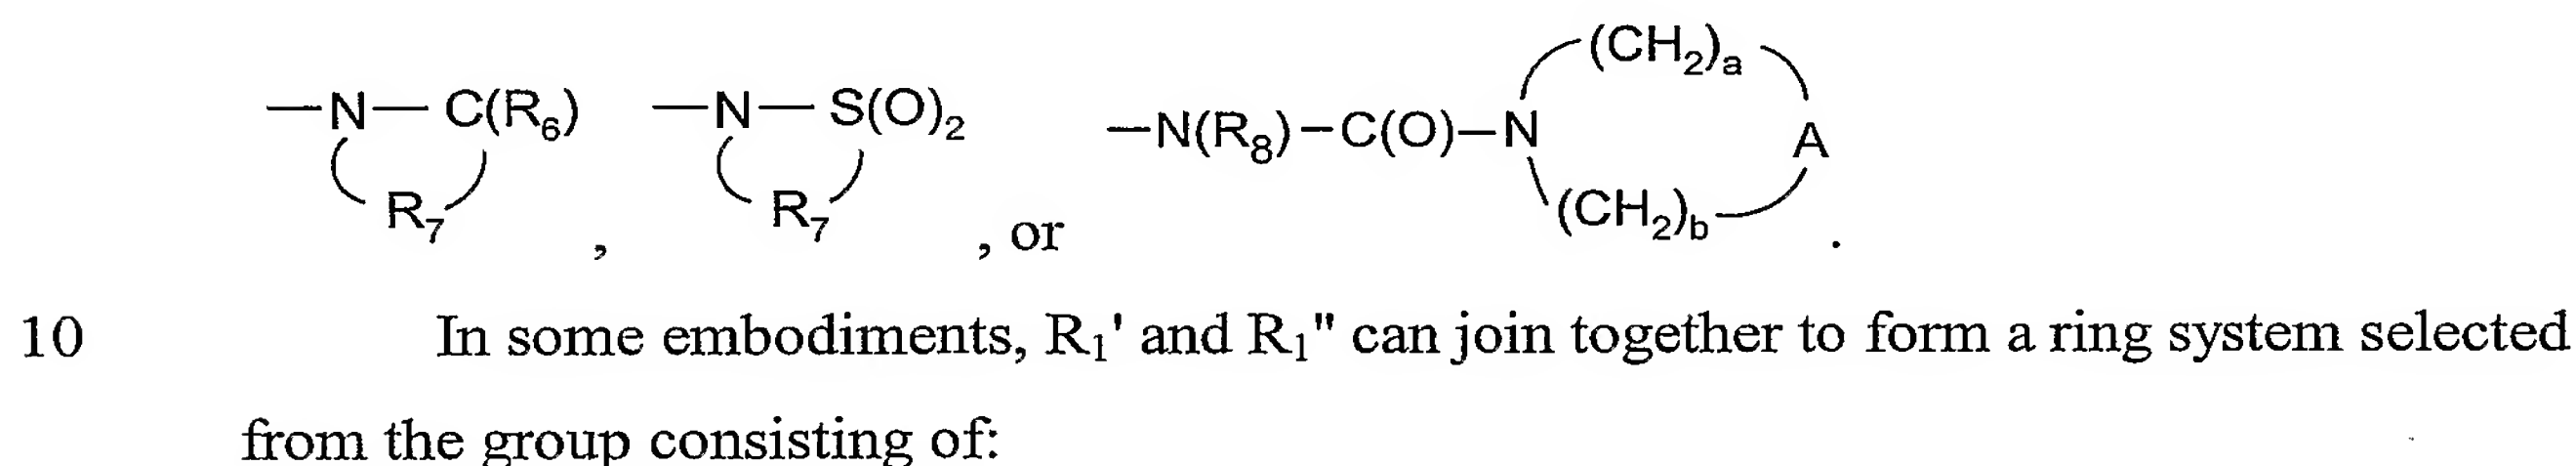 (CH₂)ₐ
—N—C(R₆) —N—S(O)₂ —N(R₈)–C(O)–N A
R₇ , R₇ , or (CH₂)b .
10 In some embodiments, R₁' and R₁" can join together to form a ring system selected
from the group consisting of: